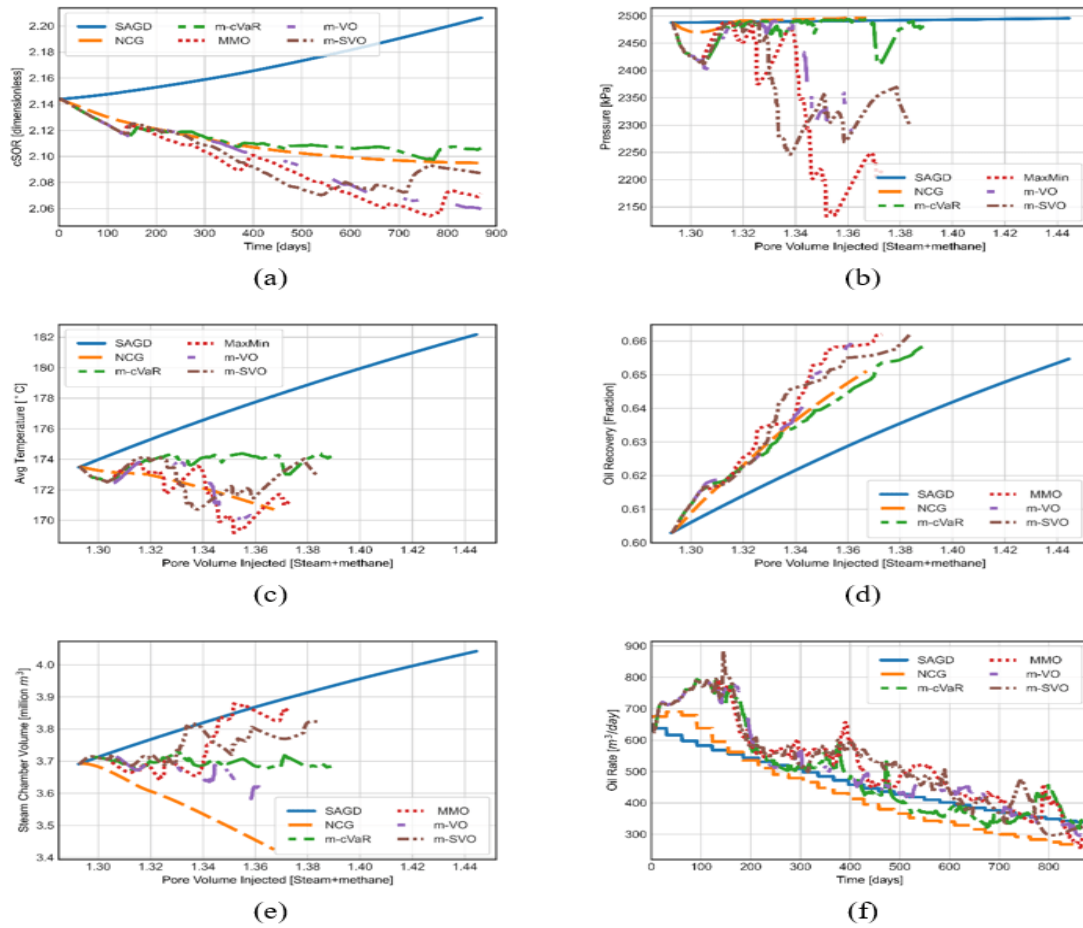 2.20
2.18
2.16
2.14
2.12
2.10
2.08
2.06
cSOR [dimensionless]
SAGD
NCG
m-cVaR
MMO
m-VO
m-SVO
0 100 200 300 400 500 600 700 800 900
Time [days]
(a)
2500
2450
2400
2350
2300
2250
2200
2150
Pressure [kPa]
SAGD
NCG
m-cVaR
MaxMin
m-VO
m-SVO
1.30 1.32 1.34 1.36 1.38 1.40 1.42 1.44
Pore Volume Injected [Steam+methane]
(b)
182
180
178
176
174
172
170
Avg Temperature [°C]
SAGD
NCG
m-cVaR
MaxMin
m-VO
m-SVO
1.30 1.32 1.34 1.36 1.38 1.40 1.42 1.44
Pore Volume Injected [Steam+methane]
(c)
0.66
0.65
0.64
0.63
0.62
0.61
0.60
Oil Recovery [Fraction]
SAGD
NCG
m-cVaR
MMO
m-VO
m-SVO
1.30 1.32 1.34 1.36 1.38 1.40 1.42 1.44
Pore Volume Injected [Steam+methane]
(d)
4.0
3.9
3.8
3.7
3.6
3.5
3.4
Steam Chamber Volume [million m³]
SAGD
NCG
m-cVaR
MMO
m-VO
m-SVO
1.30 1.32 1.34 1.36 1.38 1.40 1.42 1.44
Pore Volume Injected [Steam+methane]
(e)
900
800
700
600
500
400
300
Oil Rate [m³/day]
SAGD
NCG
m-cVaR
MMO
m-VO
m-SVO
0 100 200 300 400 500 600 700 800
Time [days]
(f)